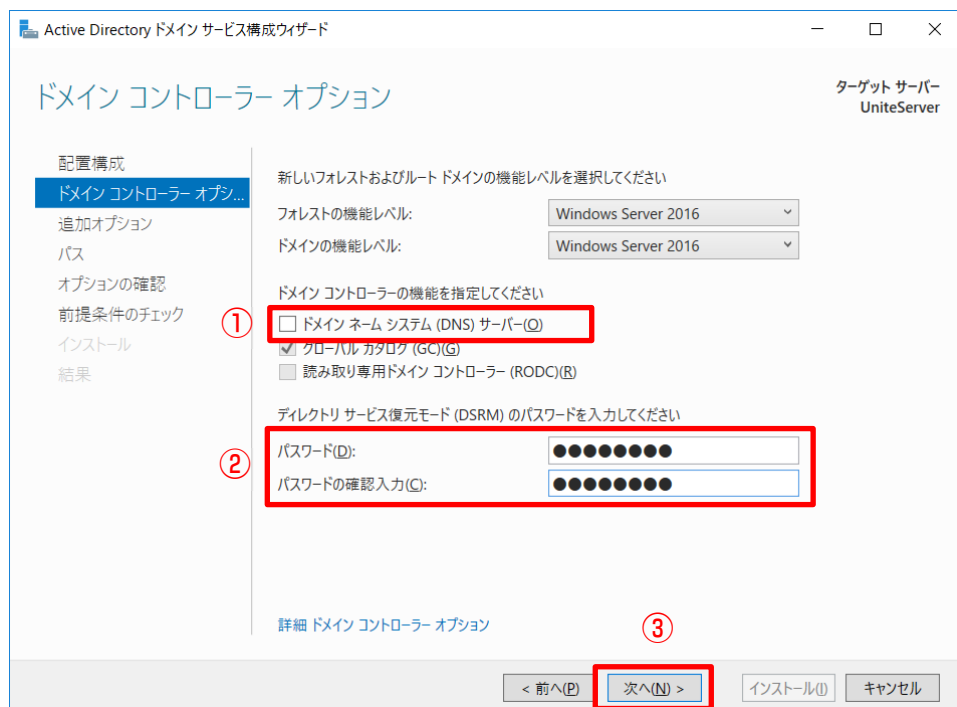 Active Directory ドメイン サービス構成ウィザード
ドメイン コントローラー オプション
ターゲット サーバー
UniteServer
配置構成
ドメイン コントローラー オプシ...
追加オプション
パス
オプションの確認
前提条件のチェック
インストール
結果
新しいフォレストおよびルート ドメインの機能レベルを選択してください
フォレストの機能レベル: Windows Server 2016
ドメインの機能レベル: Windows Server 2016
ドメイン コントローラーの機能を指定してください
① ドメイン ネーム システム (DNS) サーバー(O)
グローバル カタログ (GC)(G)
読み取り専用ドメイン コントローラー (RODC)(R)
ディレクトリ サービス復元モード (DSRM) のパスワードを入力してください
② パスワード(D): ●●●●●●●●
パスワードの確認入力(C): ●●●●●●●●
詳細 ドメイン コントローラー オプション
③
< 前へ(P) 次へ(N) > インストール(I) キャンセル